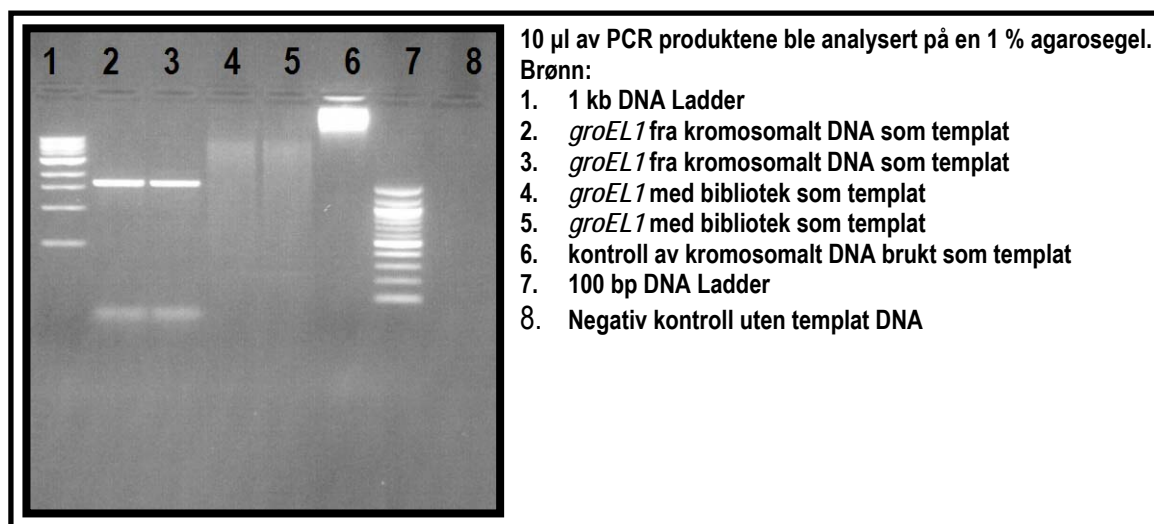 1 2 3 4 5 6 7 8
10 µl av PCR produktene ble analysert på en 1 % agarosegel.
Brønn:
1. 1 kb DNA Ladder
2. groEL1 fra kromosomalt DNA som templat
3. groEL1 fra kromosomalt DNA som templat
4. groEL1 med bibliotek som templat
5. groEL1 med bibliotek som templat
6. kontroll av kromosomalt DNA brukt som templat
7. 100 bp DNA Ladder
8. Negativ kontroll uten templat DNA